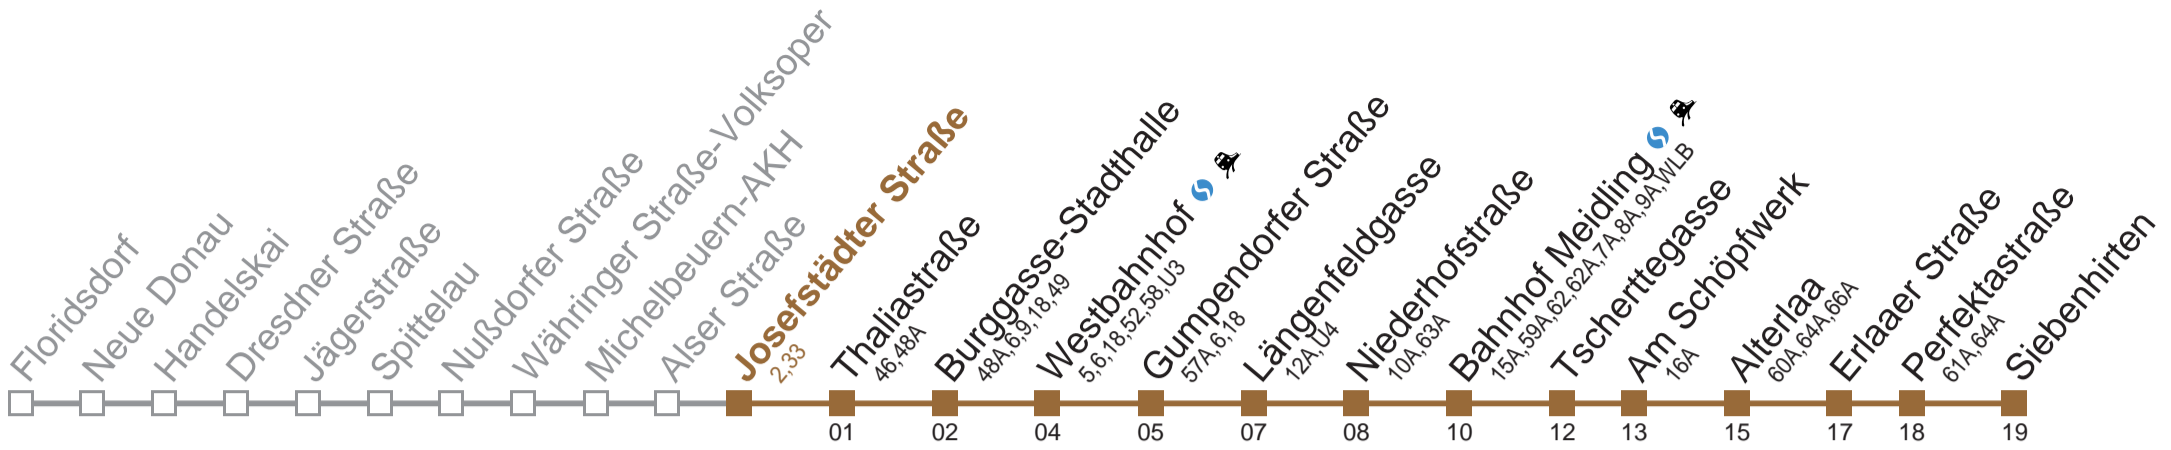 Floridsdorf
Neue Donau
Handelskai
Dresdner Straße
Jägerstraße
Spittelau
Nußdorfer Straße
Währinger Straße-Volksoper
Michelbeuern-AKH
Alser Straße
Josefstädter Straße
2,33
Thaliastraße
46,48A
01
Burggasse-Stadthalle
48A,6,9,18,49
02
Westbahnhof
5,6,18,52,58,U3
04
Gumpendorfer Straße
57A,6,18
05
Längenfeldgasse
12A,U4
07
Niederhofstraße
10A,63A
08
Bahnhof Meidling
15A,59A,62,62A,7A,8A,9A,WLB
10
Tscherttegasse
12
Am Schöpfwerk
16A
13
Alterlaa
60A,64A,66A
15
Erlaaer Straße
17
Perfektastraße
61A,64A
18
Siebenhirten
19